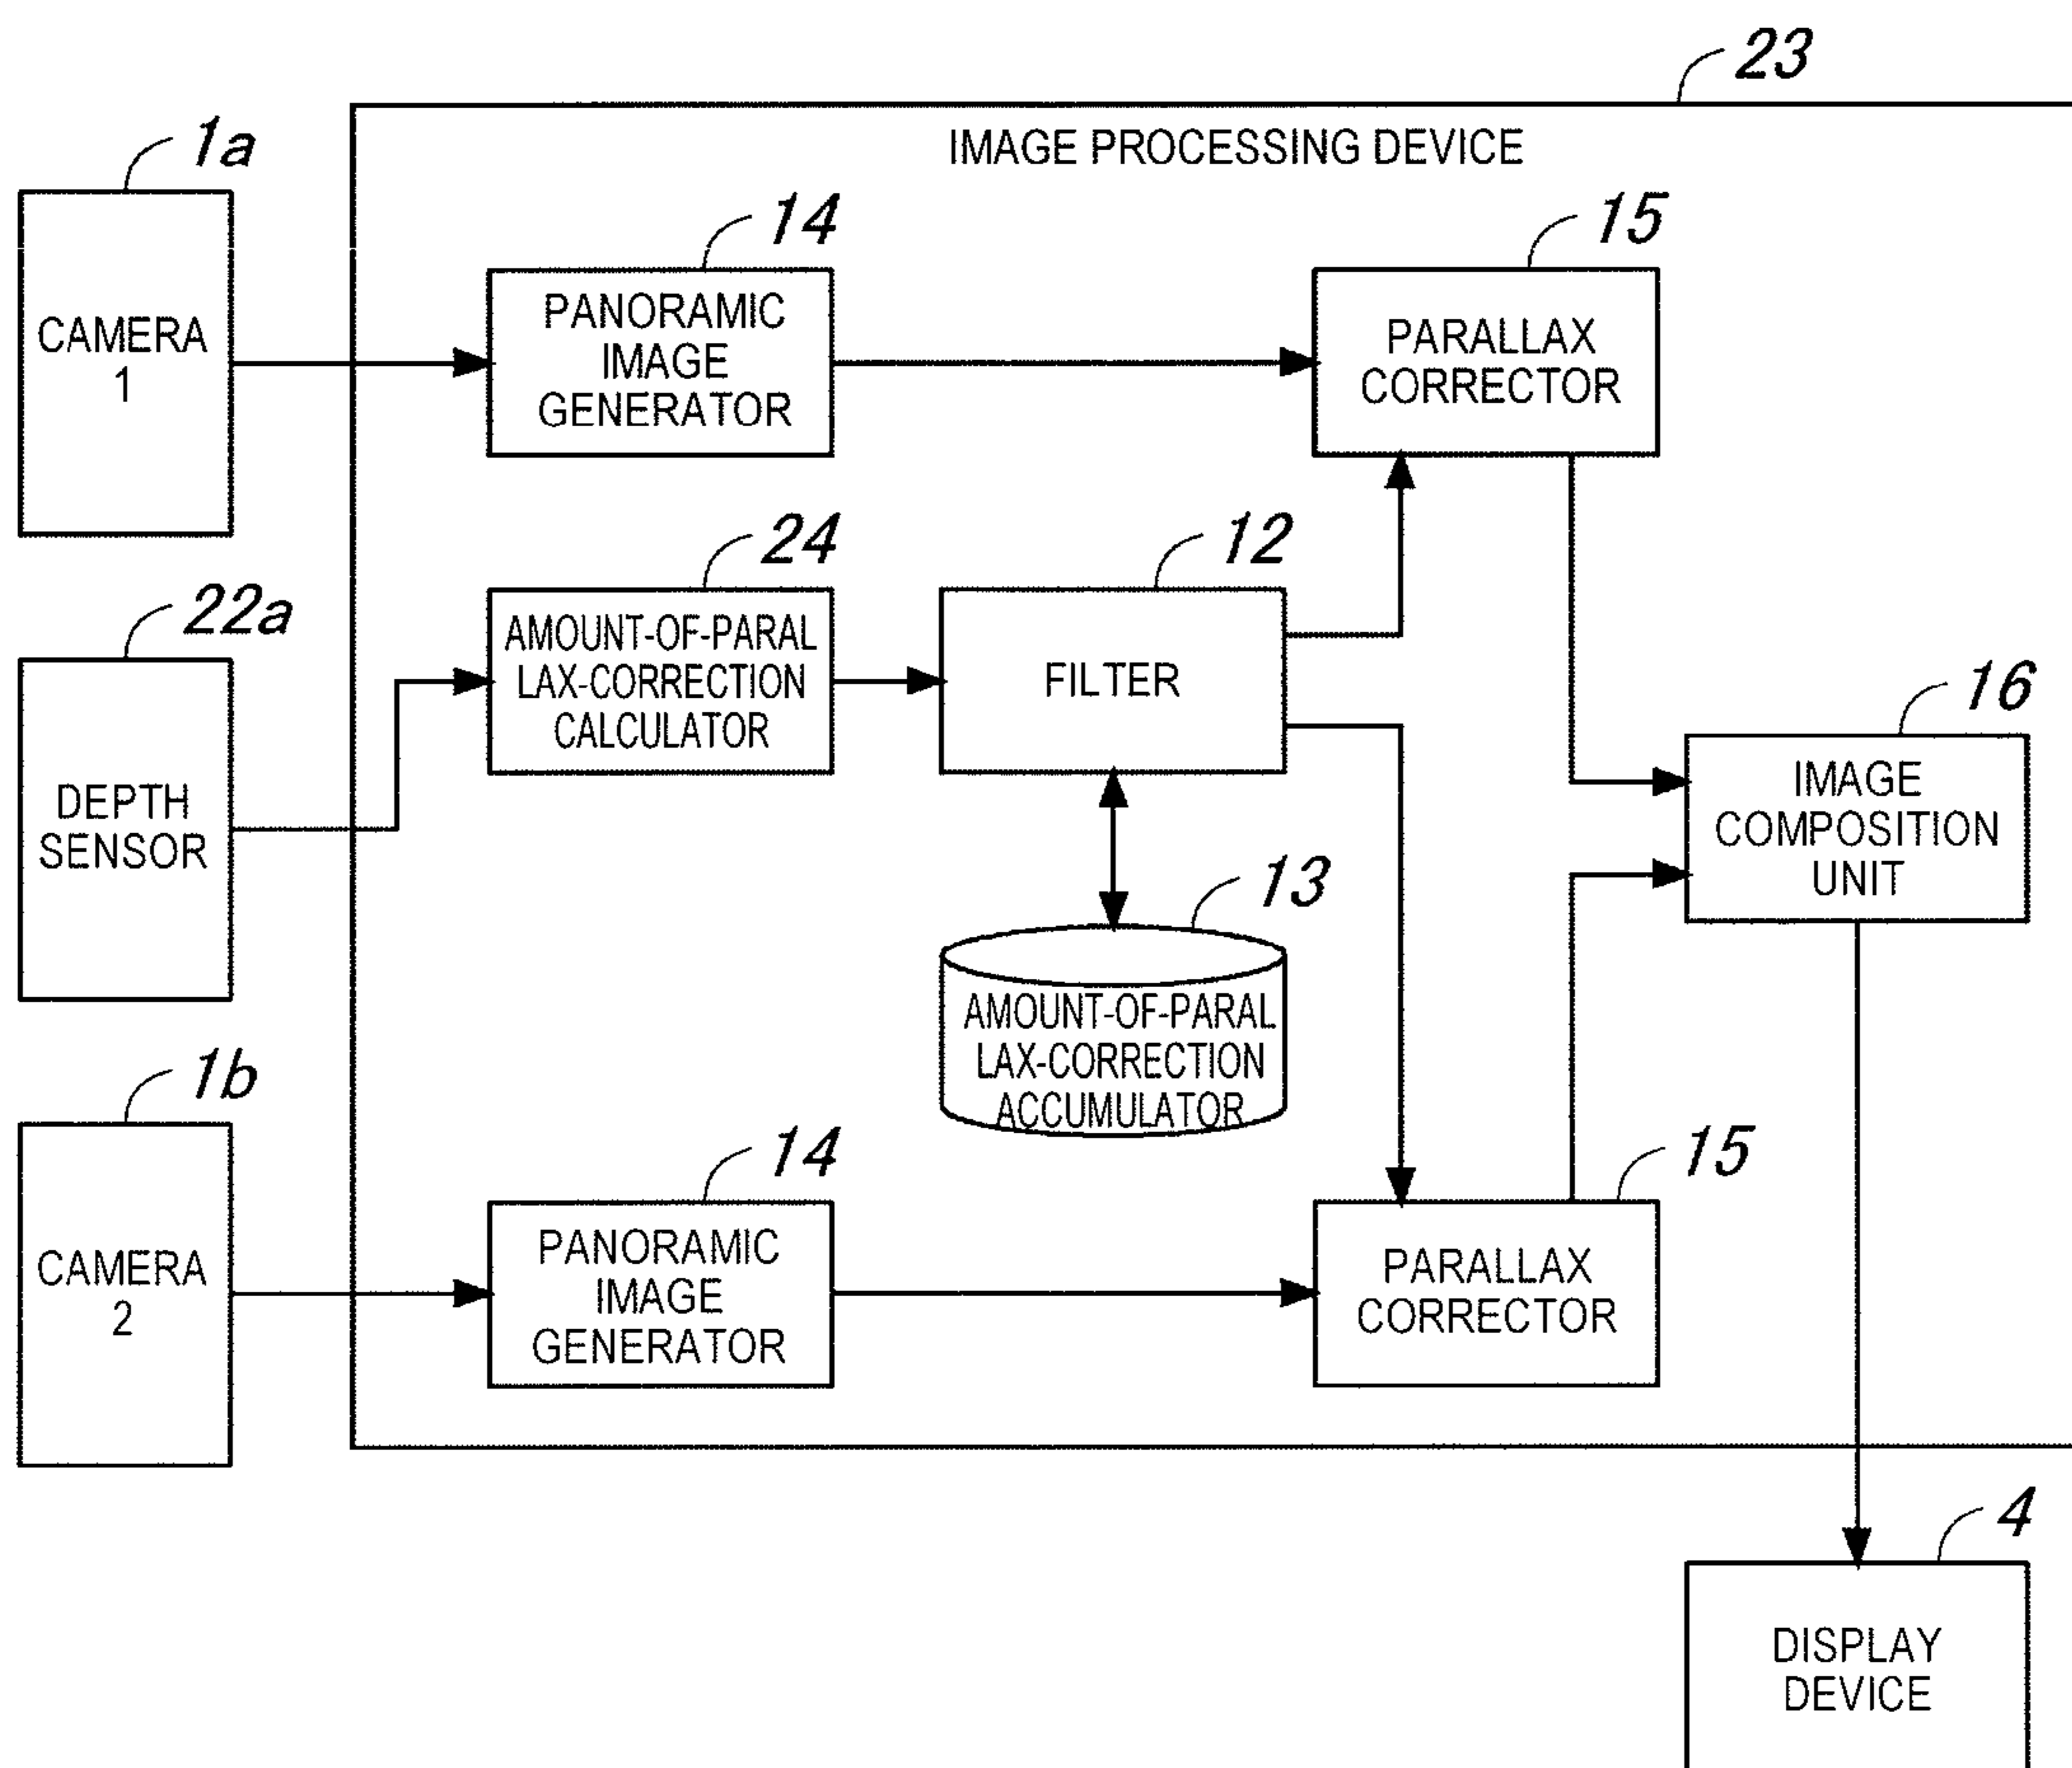 23
IMAGE PROCESSING DEVICE
1a
CAMERA
1
14
PANORAMIC
IMAGE
GENERATOR
15
PARALLAX
CORRECTOR
22a
DEPTH
SENSOR
24
AMOUNT-OF-PARAL
LAX-CORRECTION
CALCULATOR
12
FILTER
16
IMAGE
COMPOSITION
UNIT
13
AMOUNT-OF-PARAL
LAX-CORRECTION
ACCUMULATOR
1b
CAMERA
2
14
PANORAMIC
IMAGE
GENERATOR
15
PARALLAX
CORRECTOR
4
DISPLAY
DEVICE